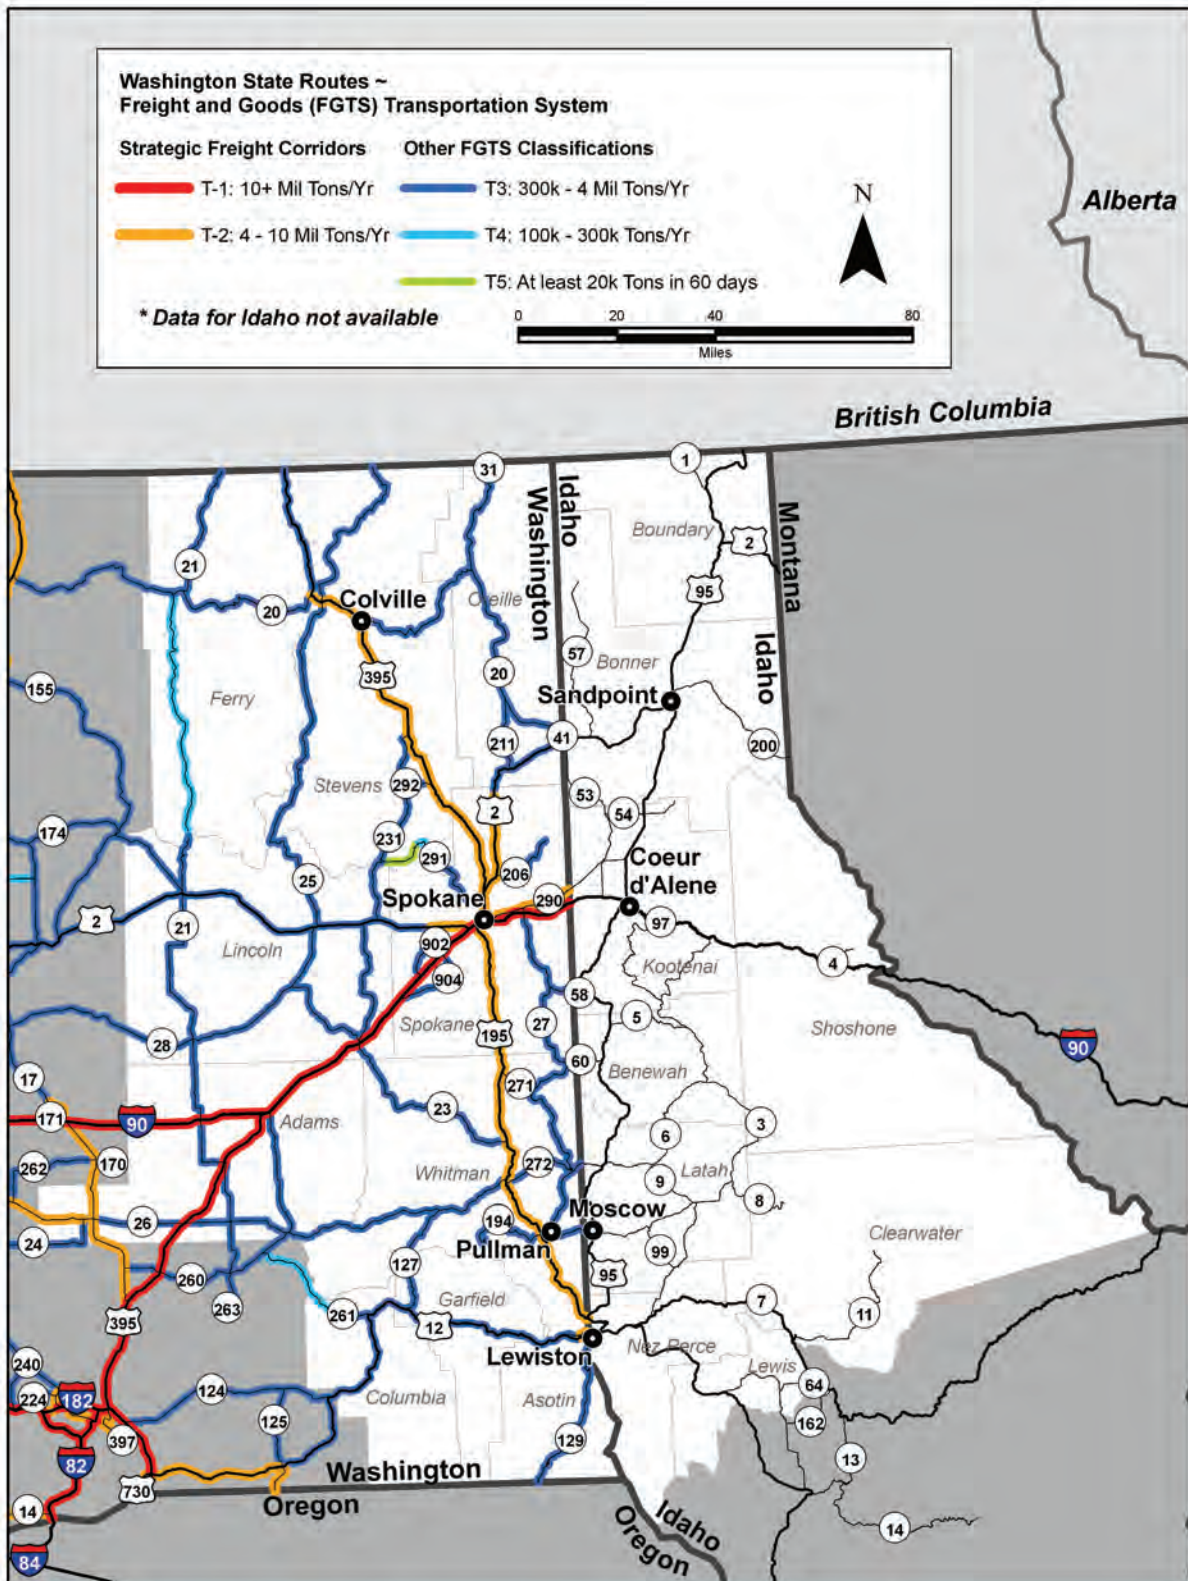 Washington State Routes ~
Freight and Goods (FGTS) Transportation System
Strategic Freight Corridors
Other FGTS Classifications
T-1: 10+ Mil Tons/Yr
T3: 300k - 4 Mil Tons/Yr
T-2: 4 - 10 Mil Tons/Yr
T4: 100k - 300k Tons/Yr
T5: At least 20k Tons in 60 days
* Data for Idaho not available
N
0 20 40 80
Miles
Alberta
British Columbia
31
Idaho
Washington
1
Boundary
2
Montana
Idaho
21
20
Colville
Oreille
95
57
Bonner
395
20
Sandpoint
155
Ferry
211
41
200
Stevens
292
53
54
2
174
231
291
206
Coeur
d'Alene
25
Spokane
290
2
21
902
97
Lincoln
904
Kootenai
4
58
28
Spokane
195
27
5
Shoshone
90
60
17
271
Benewah
171
90
Adams
23
6
3
262
170
Whitman
272
Latah
9
8
26
194
Moscow
24
Pullman
99
Clearwater
127
95
260
263
261
Garfield
7
11
395
12
Lewiston
Nez Perce
240
Lewis
224
182
124
Columbia
Asotin
64
125
162
397
129
82
13
730
Washington
Oregon
14
Idaho
Oregon
14
84